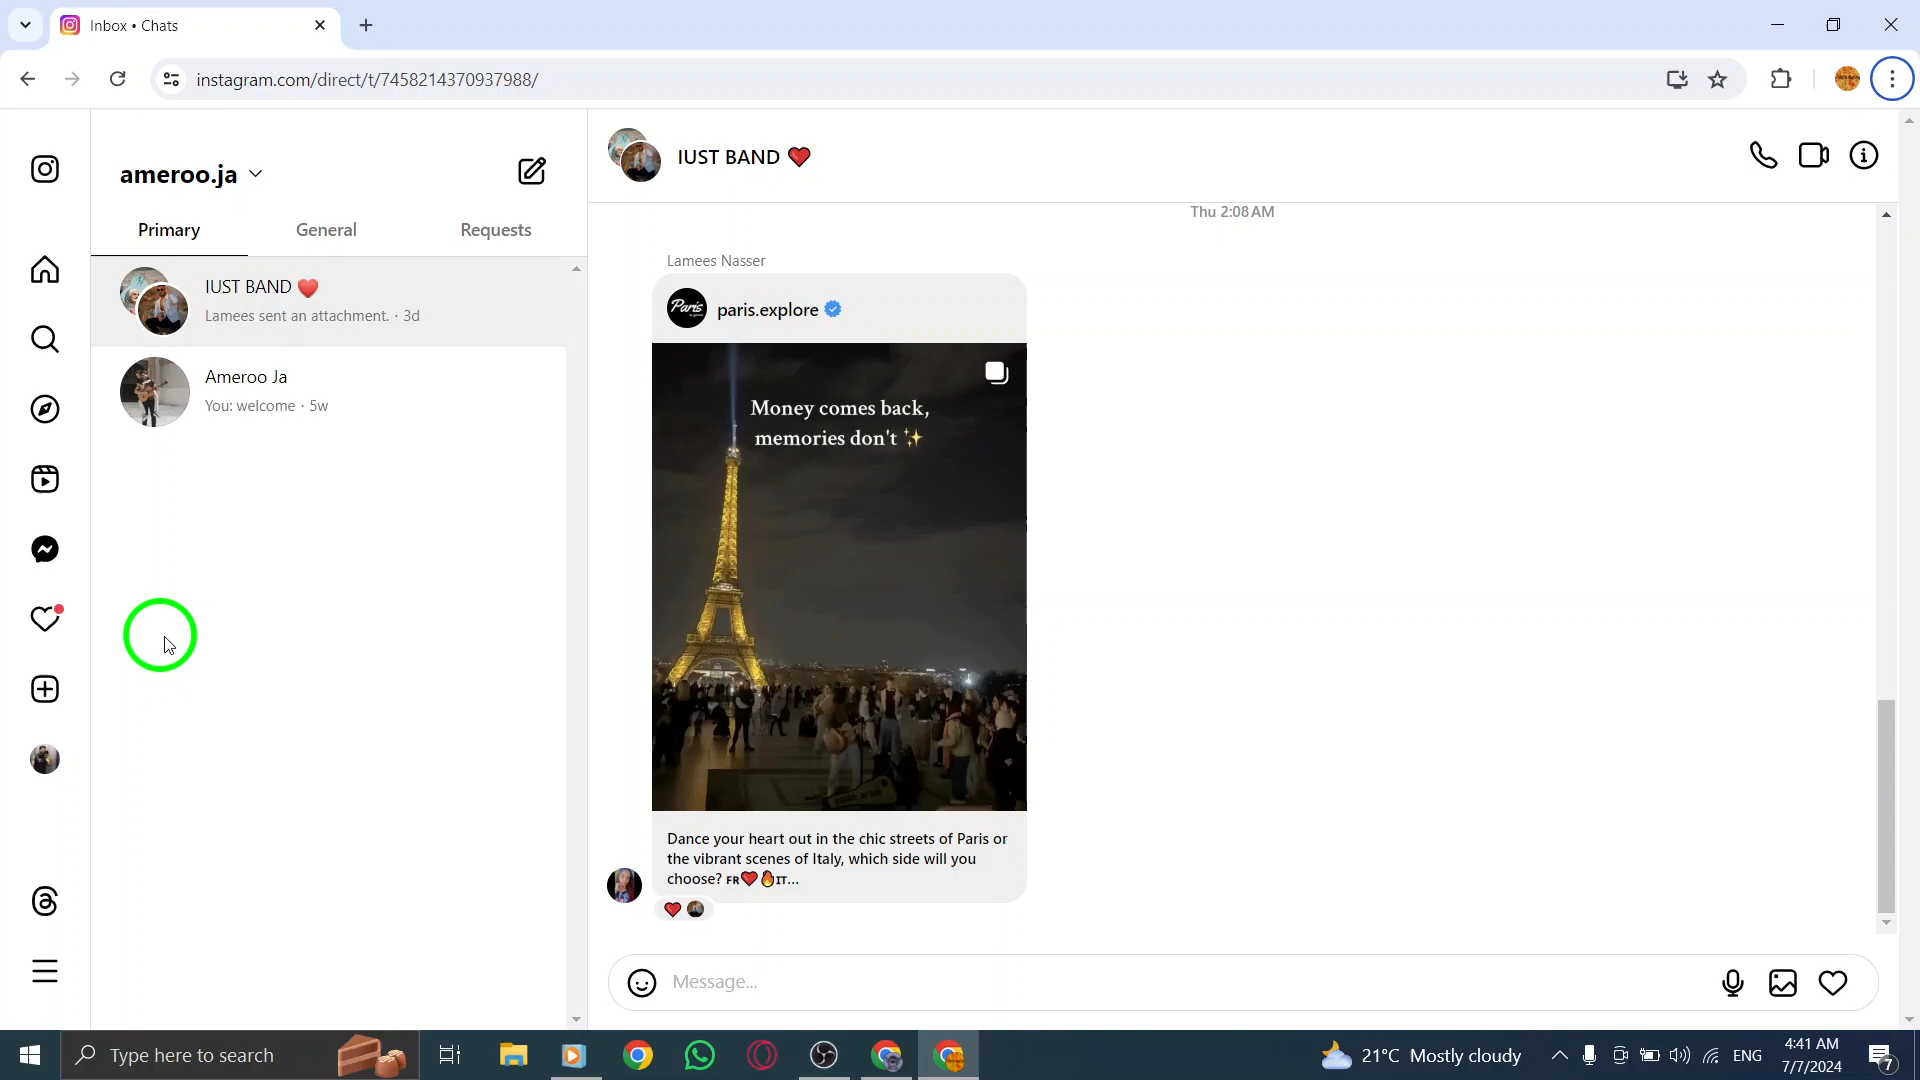 Inbox • Chats
instagram.com/direct/t/7458214370937988/
ameroo.ja
Primary
General
Requests
IUST BAND ❤️
Lamees sent an attachment. · 3d
Ameroo Ja
You: welcome · 5w
IUST BAND ❤️
Thu 2:08 AM
Lamees Nasser
Paris
paris.explore
Money comes back,
memories don't ✨
Dance your heart out in the chic streets of Paris or
the vibrant scenes of Italy, which side will you
choose? FR❤️🔥IT...
Message...
Type here to search
21°C Mostly cloudy
ENG
4:41 AM
7/7/2024
7